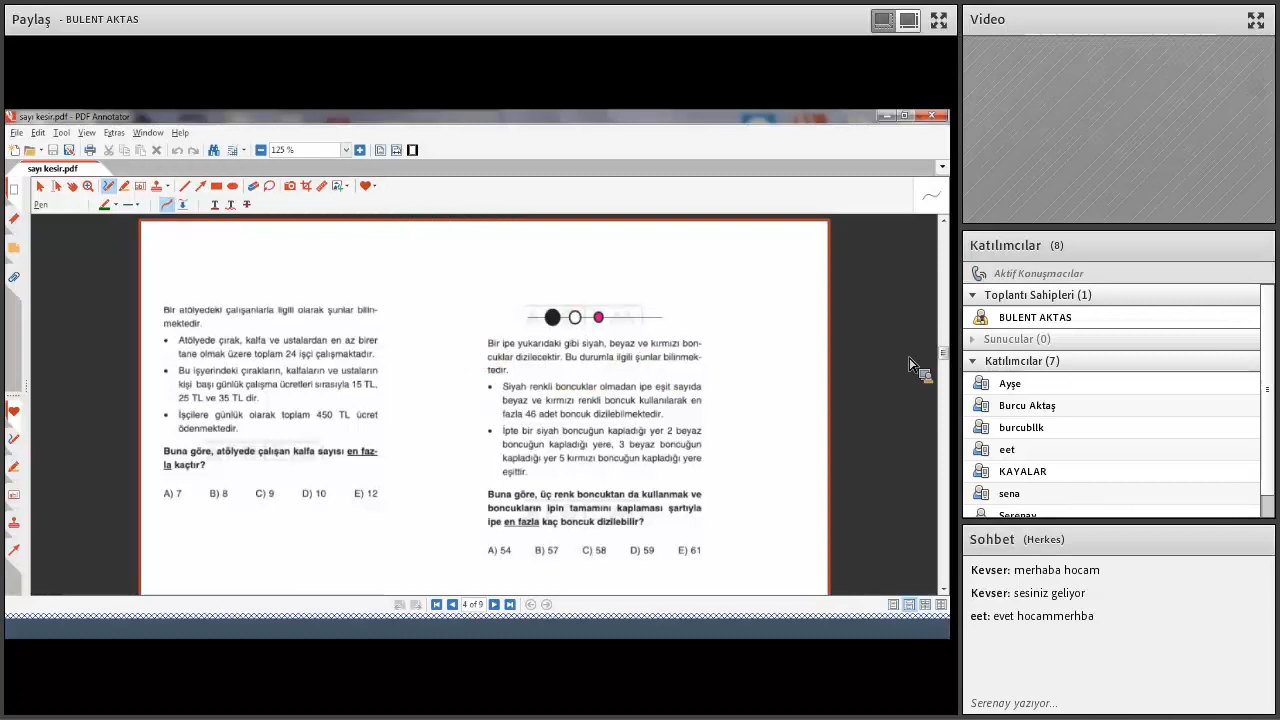 Paylaş - BULENT AKTAS
sayı kesir.pdf - PDF Annotator
File Edit Tool View Extras Window Help
125 %
sayı kesir.pdf
Pen
Bir atölyedeki çalışanlarla ilgili olarak şunlar bilin-
mektedir.
• Atölyede çırak, kalfa ve ustalardan en az birer
tane olmak üzere toplam 24 işçi çalışmaktadır.
• Bu işyerindeki çırakların, kalfaların ve ustaların
kişi başı günlük çalışma ücretleri sırasıyla 15 TL,
25 TL ve 35 TL dir.
• İşçilere günlük olarak toplam 450 TL ücret
ödenmektedir.
Buna göre, atölyede çalışan kalfa sayısı en faz-
la kaçtır?
A) 7 B) 8 C) 9 D) 10 E) 12
Bir ipe yukarıdaki gibi siyah, beyaz ve kırmızı bon-
cuklar dizilecektir. Bu durumla ilgili şunlar bilinmek-
tedir.
• Siyah renkli boncuklar olmadan ipe eşit sayıda
beyaz ve kırmızı renkli boncuk kullanılarak en
fazla 46 adet boncuk dizilebilmektedir.
• İpte bir siyah boncuğun kapladığı yer 2 beyaz
boncuğun kapladığı yere, 3 beyaz boncuğun
kapladığı yer 5 kırmızı boncuğun kapladığı yere
eşittir.
Buna göre, üç renk boncuktan da kullanmak ve
boncukların ipin tamamını kaplaması şartıyla
ipe en fazla kaç boncuk dizilebilir?
A) 54 B) 57 C) 58 D) 59 E) 61
4 of 9
Video
Katılımcılar (8)
Aktif Konuşmacılar
Toplantı Sahipleri (1)
BULENT AKTAS
Sunucular (0)
Katılımcılar (7)
Ayşe
Burcu Aktaş
burcubllk
eet
KAYALAR
sena
Serenay
Sohbet (Herkes)
Kevser: merhaba hocam
Kevser: sesiniz geliyor
eet: evet hocammerhba
Serenay yazıyor...